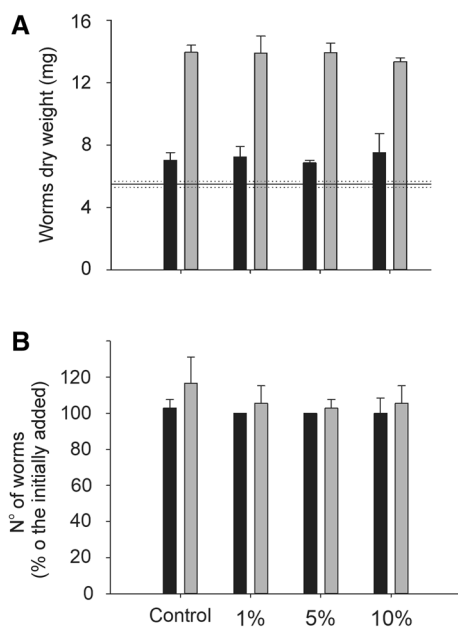 A
Worms dry weight (mg)
16
12
8
4
0
B
N° of worms
(% o the initially added)
120
100
80
60
40
20
0
Control 1% 5% 10%